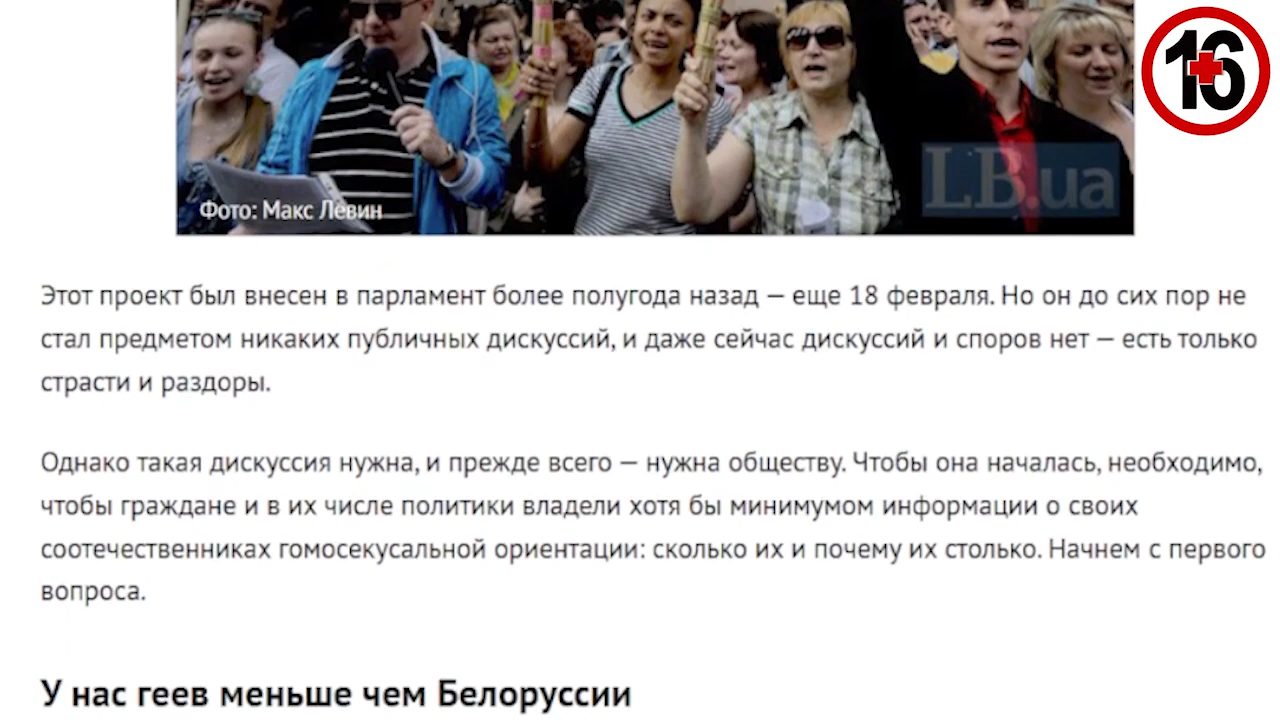 16
LB.ua
Фото: Макс Левин
Этот проект был внесен в парламент более полугода назад — еще 18 февраля. Но он до сих пор не
стал предметом никаких публичных дискуссий, и даже сейчас дискуссий и споров нет — есть только
страсти и раздоры.
Однако такая дискуссия нужна, и прежде всего — нужна обществу. Чтобы она началась, необходимо,
чтобы граждане и в их числе политики владели хотя бы минимумом информации о своих
соотечественниках гомосекусальной ориентации: сколько их и почему их столько. Начнем с первого
вопроса.
У нас геев меньше чем Белоруссии